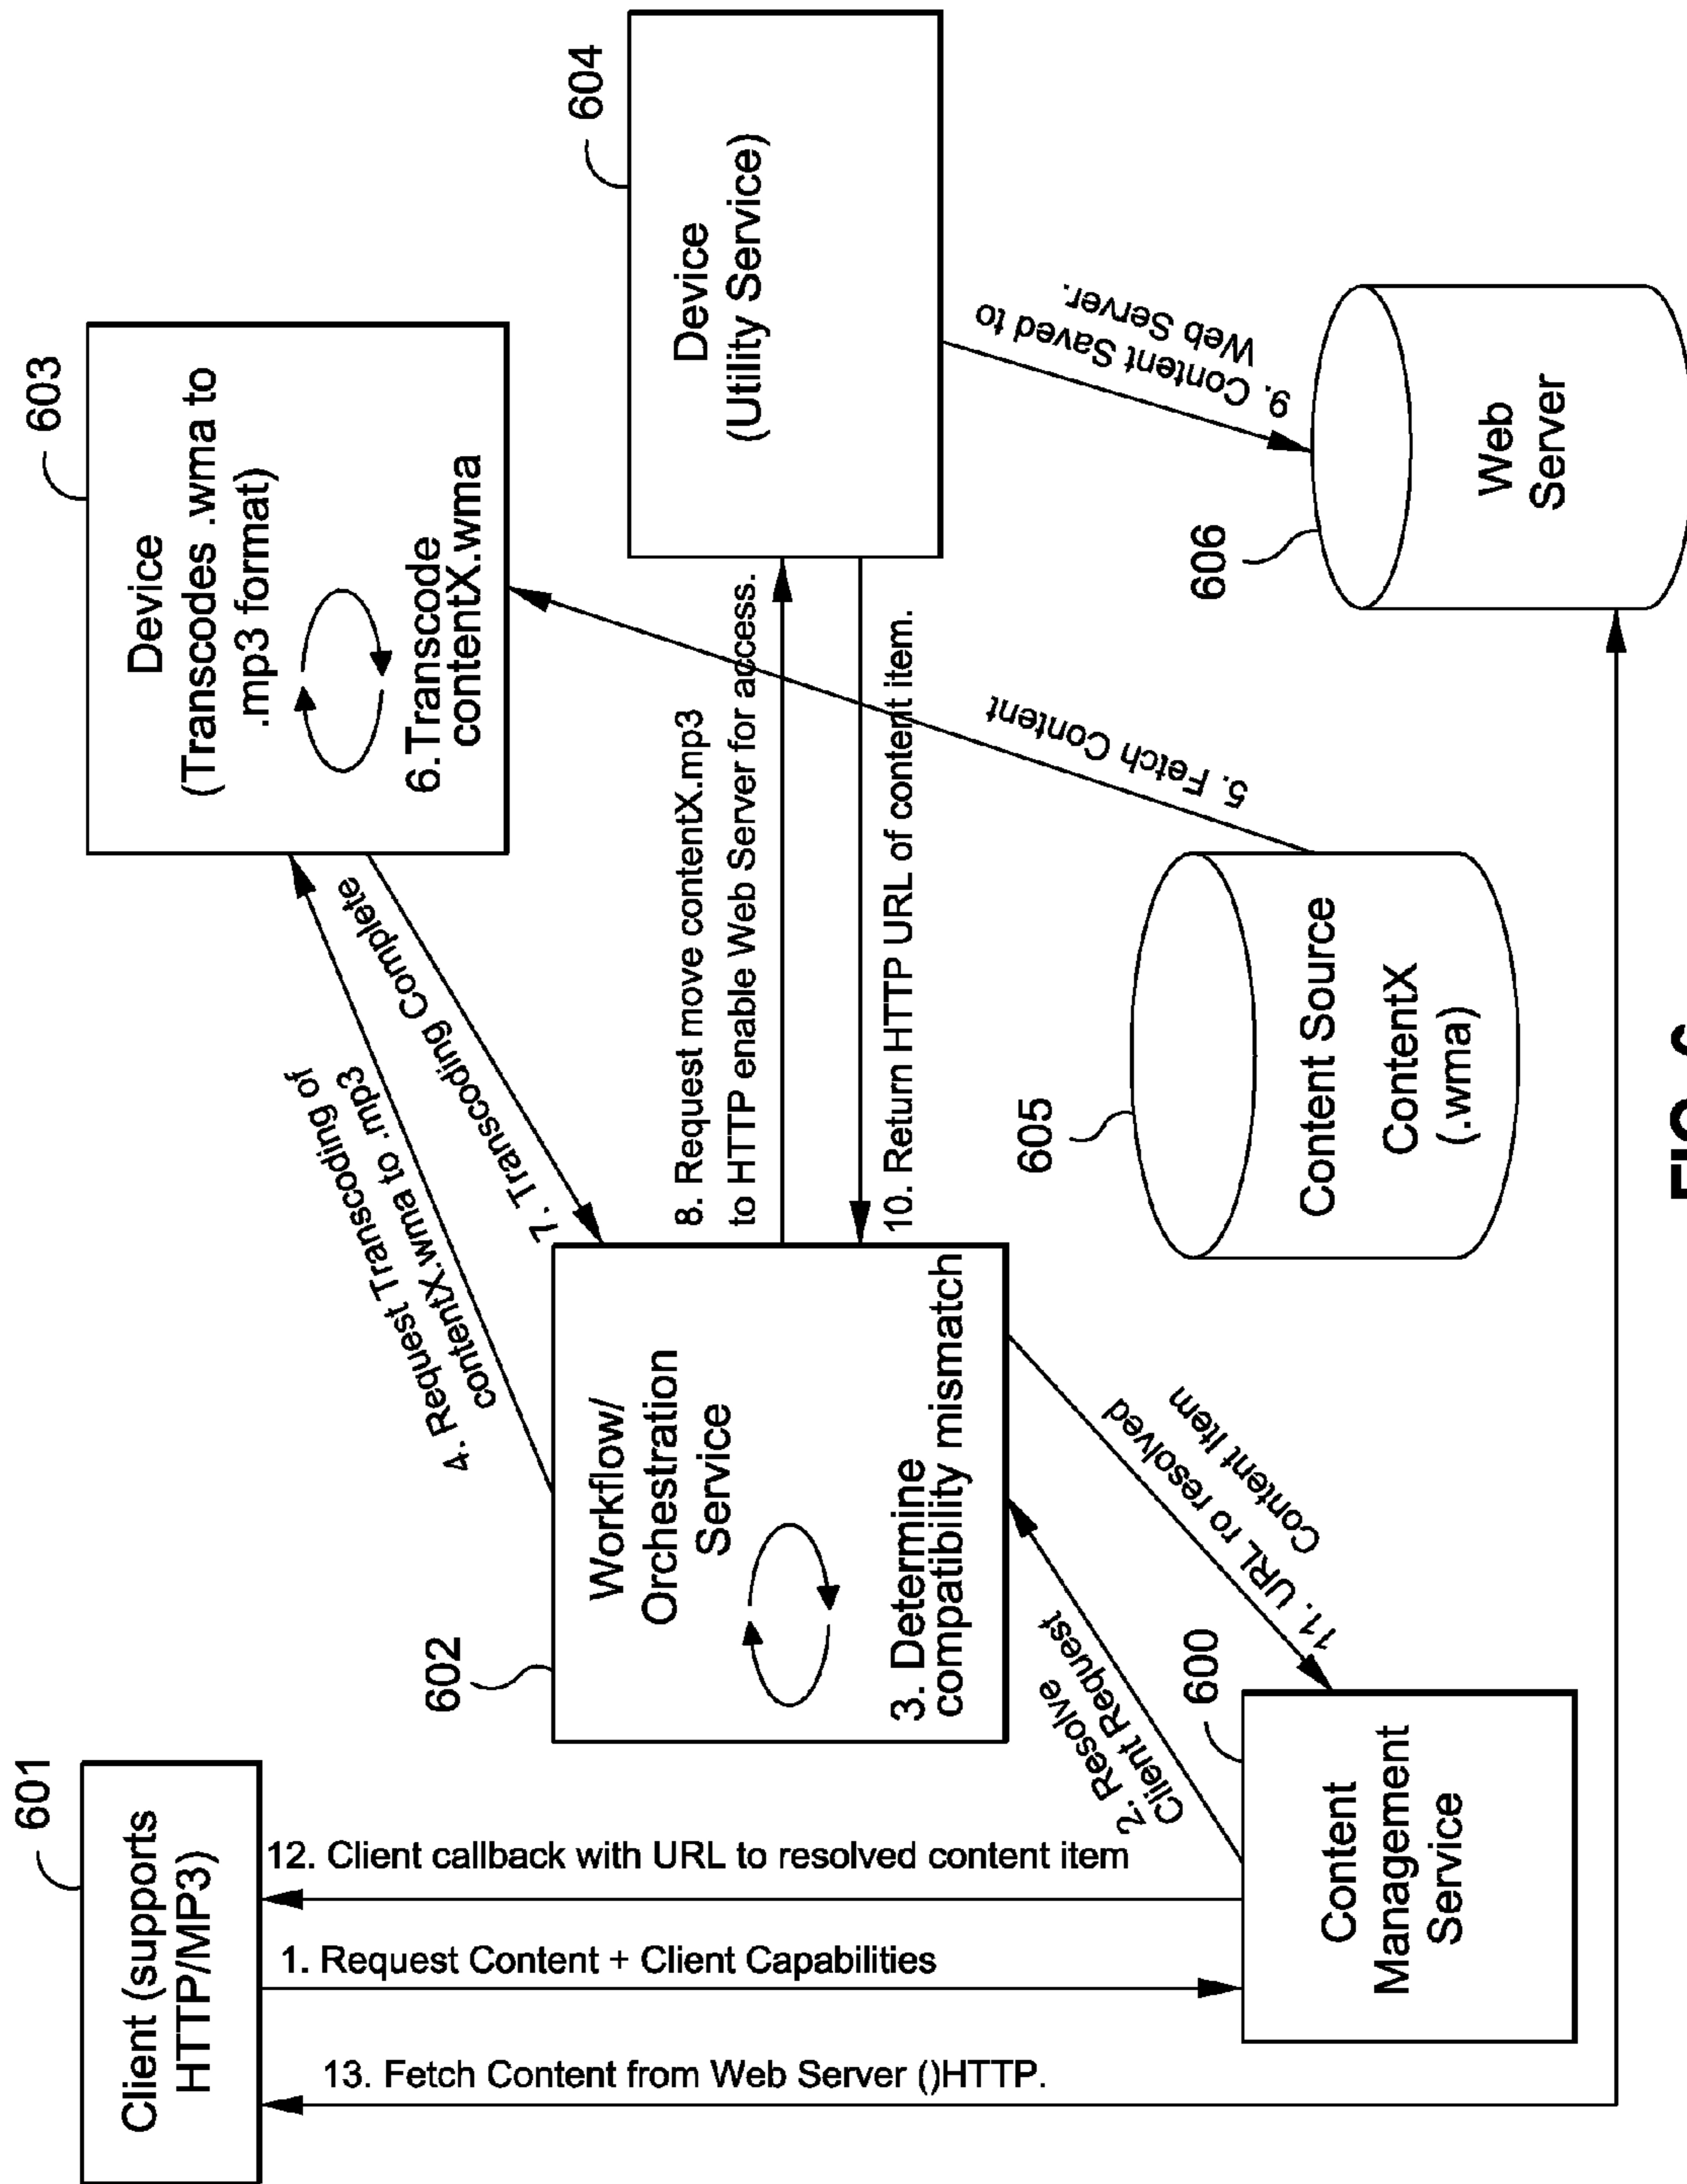 601
Client (supports
HTTP/MP3)
12. Client callback with URL to resolved content item
1. Request Content + Client Capabilities
13. Fetch Content from Web Server ()HTTP.
600
Content
Management
Service
2. Resolve
Client Request
11. URL ro resolved
Content Item
602
Workflow/
Orchestration
Service
3. Determine
compatibility mismatch
4. Request Transcoding of
contentX.wma to .mp3
7. Transcoding Complete
603
Device
(Transcodes .wma to
.mp3 format)
6.Transcode
contentX.wma
8. Request move contentX.mp3
to HTTP enable Web Server for access.
10. Return HTTP URL of content item.
604
Device
(Utility Service)
5. Fetch Content
9. Content Saved to
Web Server.
605
Content Source
ContentX
(.wma)
606
Web
Server